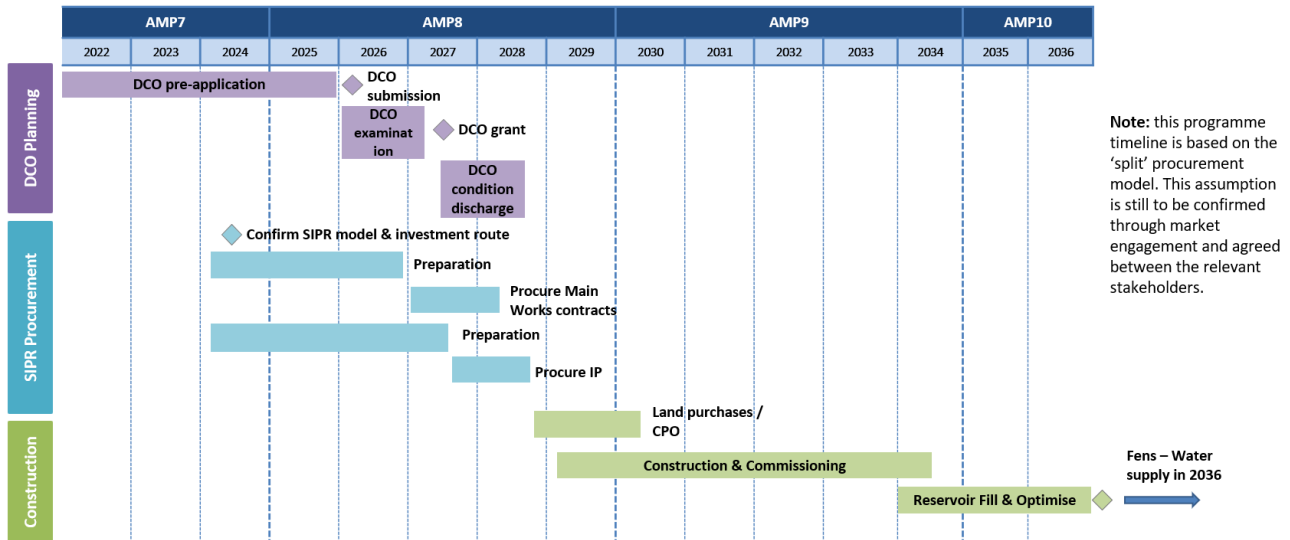 AMP7 AMP8 AMP9 AMP10
2022 2023 2024 2025 2026 2027 2028 2029 2030 2031 2032 2033 2034 2035 2036
DCO Planning
DCO pre-application
DCO
submission
DCO
examinat
ion
DCO grant
DCO
condition
discharge
SIPR Procurement
Confirm SIPR model & investment route
Preparation
Procure Main
Works contracts
Preparation
Procure IP
Construction
Land purchases /
CPO
Construction & Commissioning
Reservoir Fill & Optimise
Fens – Water
supply in 2036
Note: this programme
timeline is based on the
‘split’ procurement
model. This assumption
is still to be confirmed
through market
engagement and agreed
between the relevant
stakeholders.